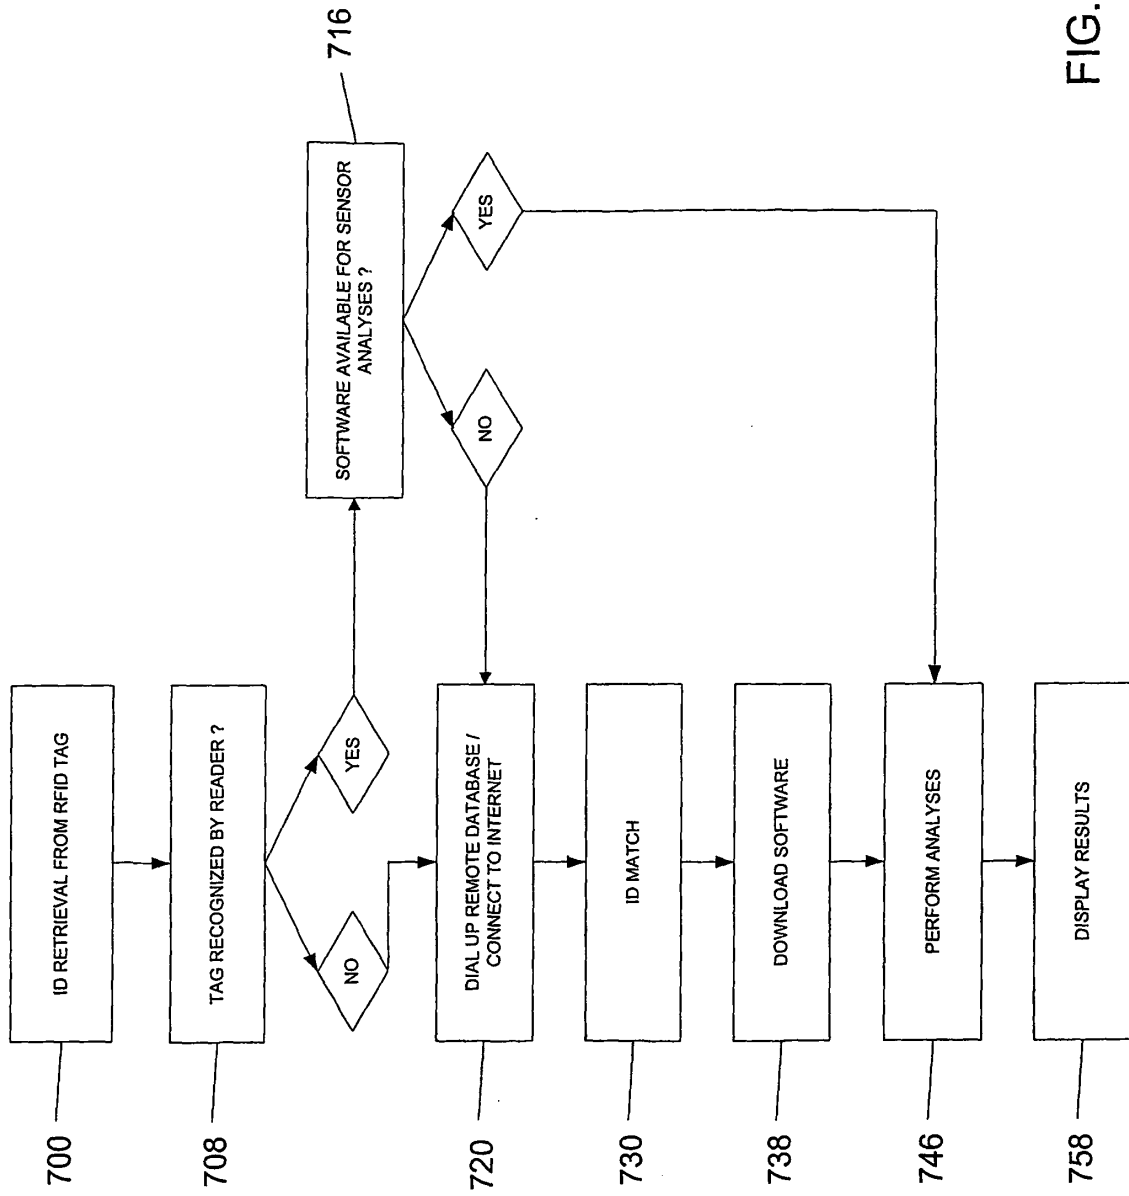 700
ID RETRIEVAL FROM RFID TAG
708
TAG RECOGNIZED BY READER ?
NO
YES
716
SOFTWARE AVAILABLE FOR SENSOR
ANALYSES ?
NO
YES
720
DIAL UP REMOTE DATABASE /
CONNECT TO INTERNET
730
ID MATCH
738
DOWNLOAD SOFTWARE
746
PERFORM ANALYSES
758
DISPLAY RESULTS
FIG.